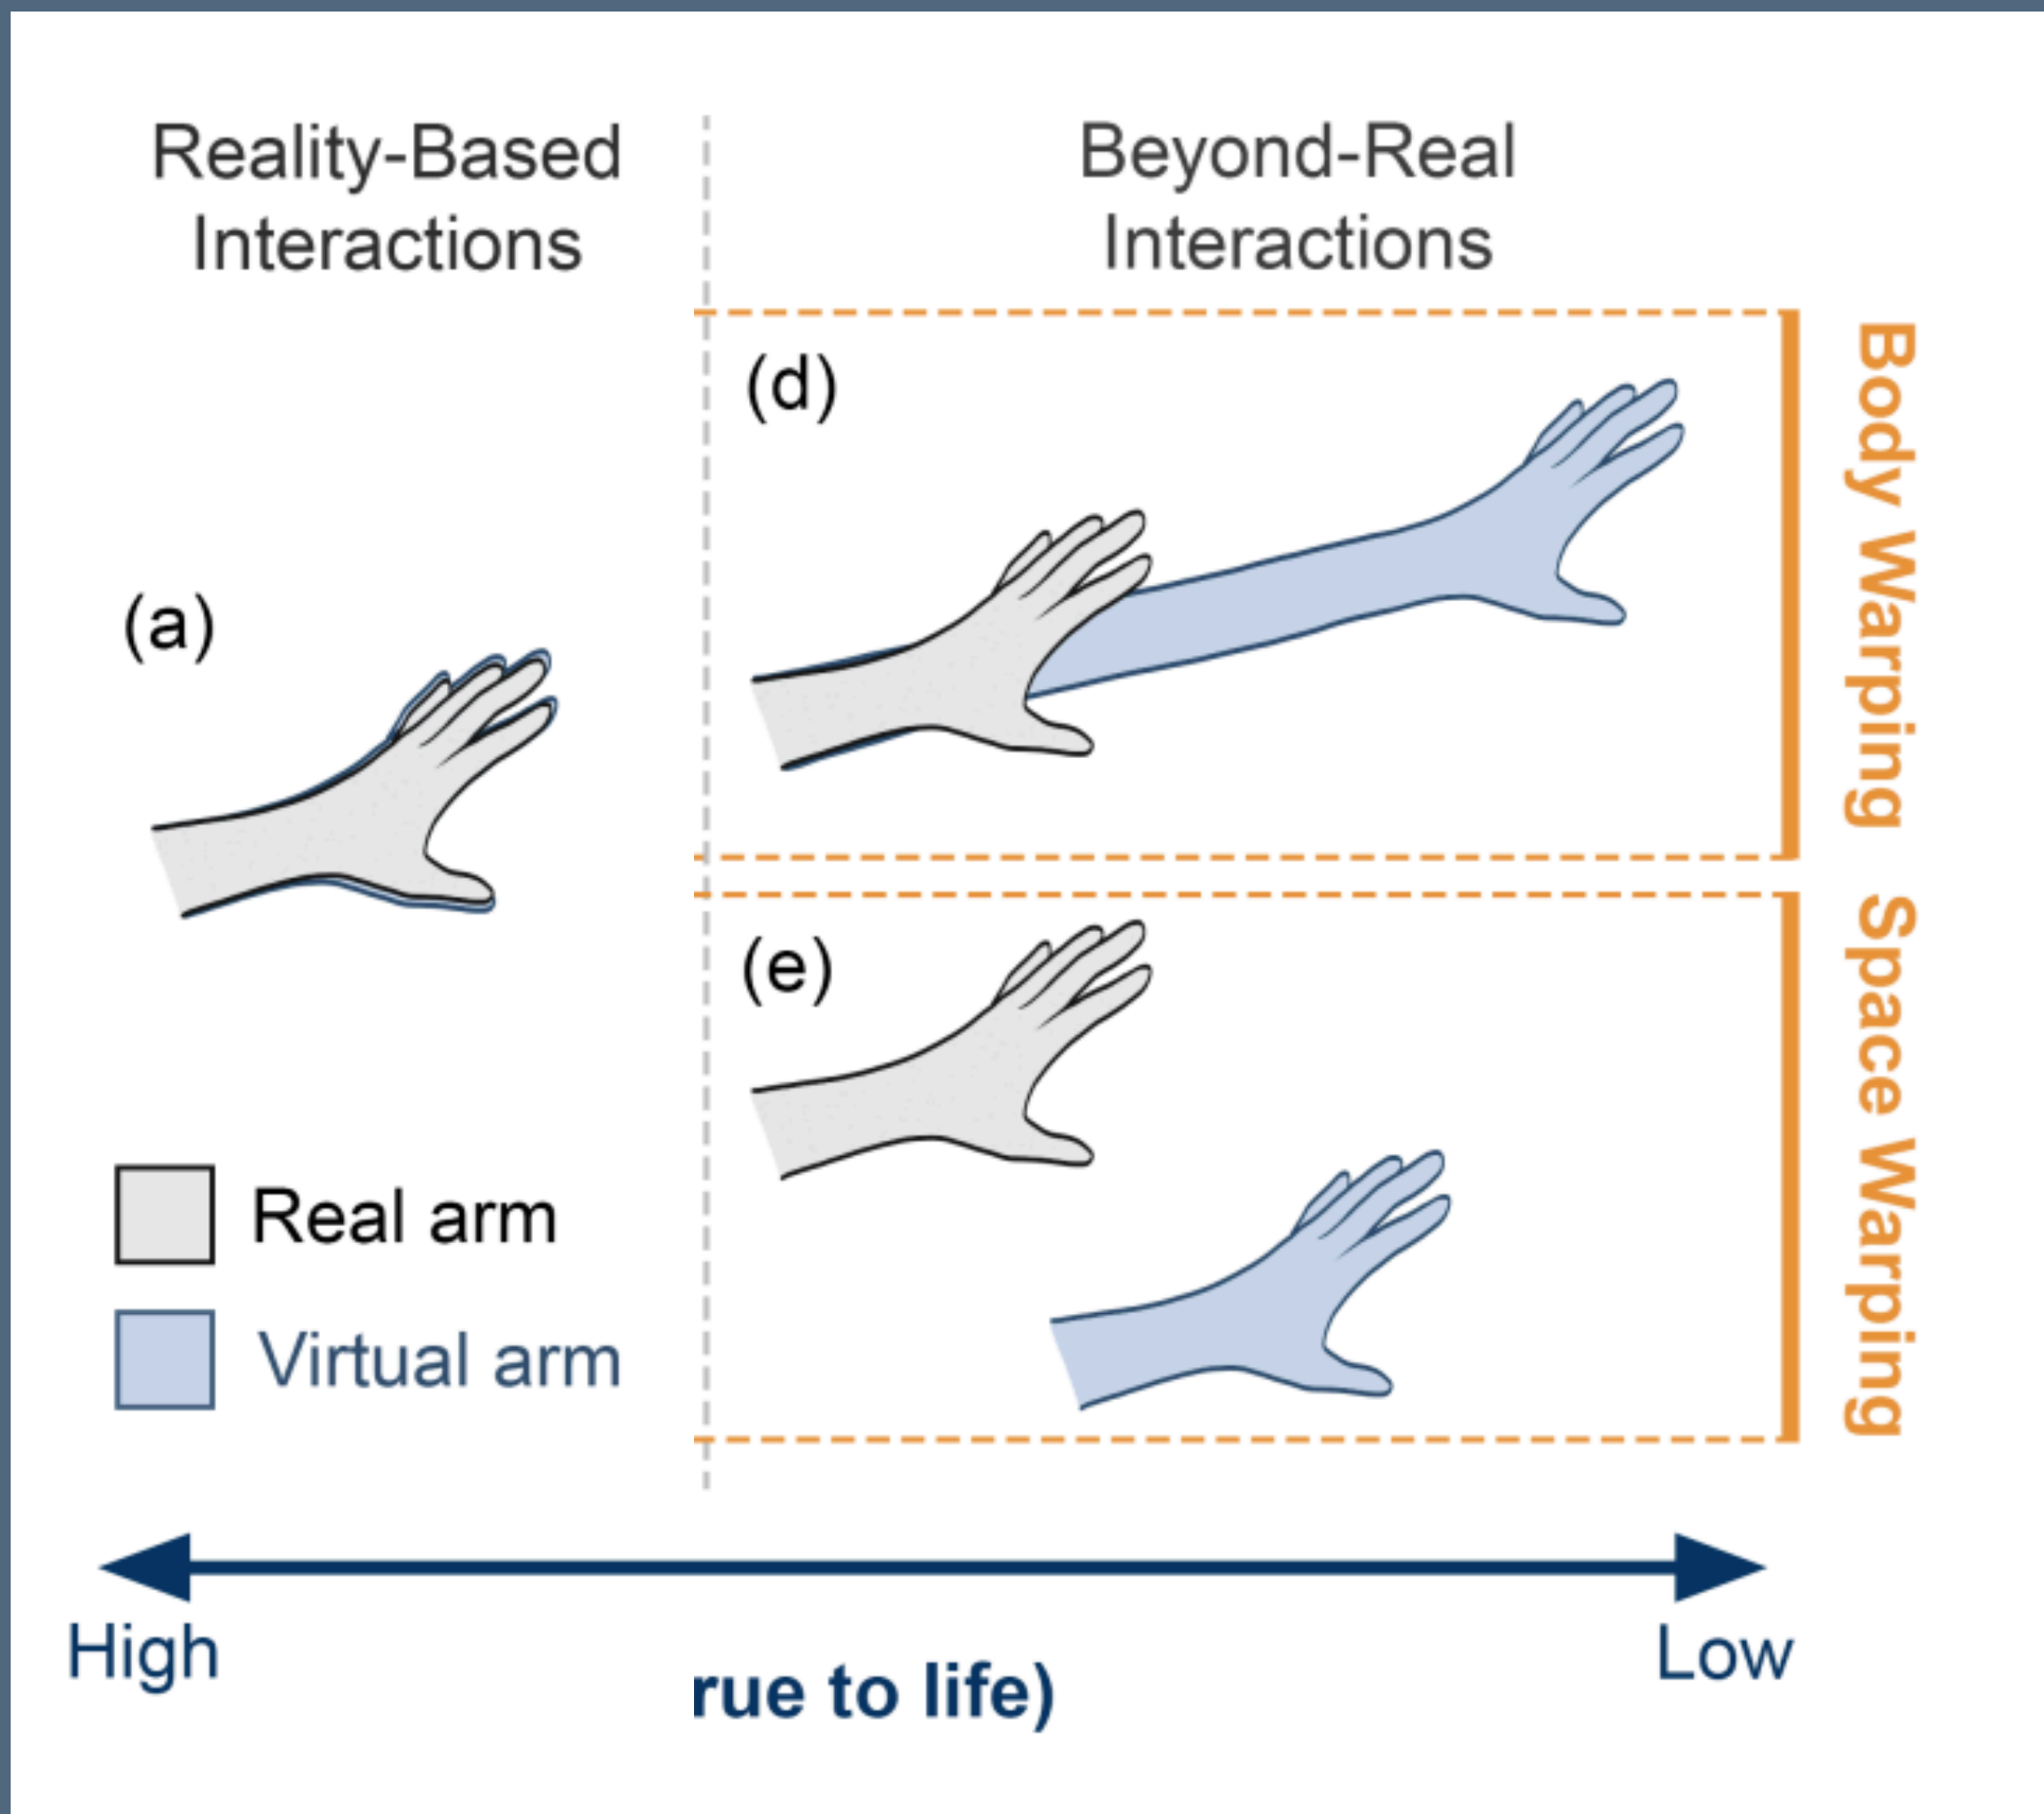 Reality-Based
Interactions
Beyond-Real
Interactions
(a)
(d)
Body Warping
(e)
Space Warping
Real arm
Virtual arm
High
Low
rue to life)